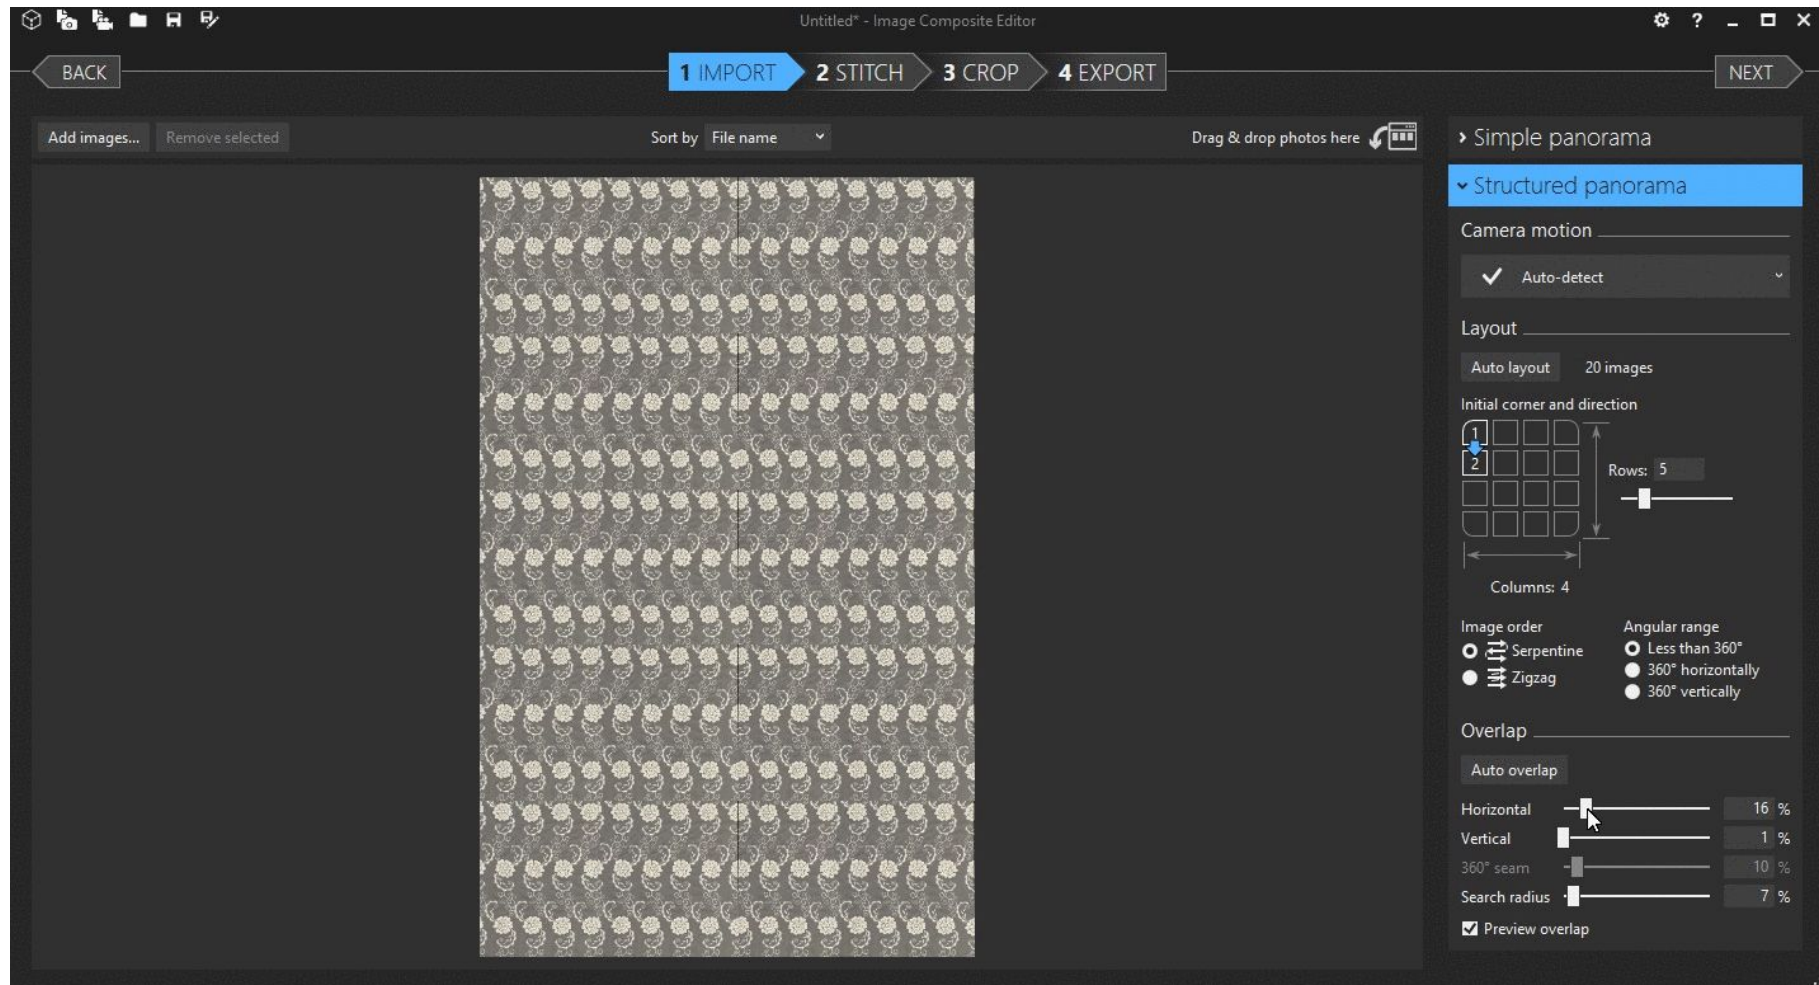 Untitled* - Image Composite Editor
BACK
1 IMPORT
2 STITCH
3 CROP
4 EXPORT
NEXT
Add images...
Remove selected
Sort by File name
Drag & drop photos here
Simple panorama
Structured panorama
Camera motion
Auto-detect
Layout
Auto layout 20 images
Initial corner and direction
1
2
Rows: 5
Columns: 4
Image order
Serpentine
Zigzag
Angular range
Less than 360°
360° horizontally
360° vertically
Overlap
Auto overlap
Horizontal 16 %
Vertical 1 %
360° seam 10 %
Search radius 7 %
Preview overlap